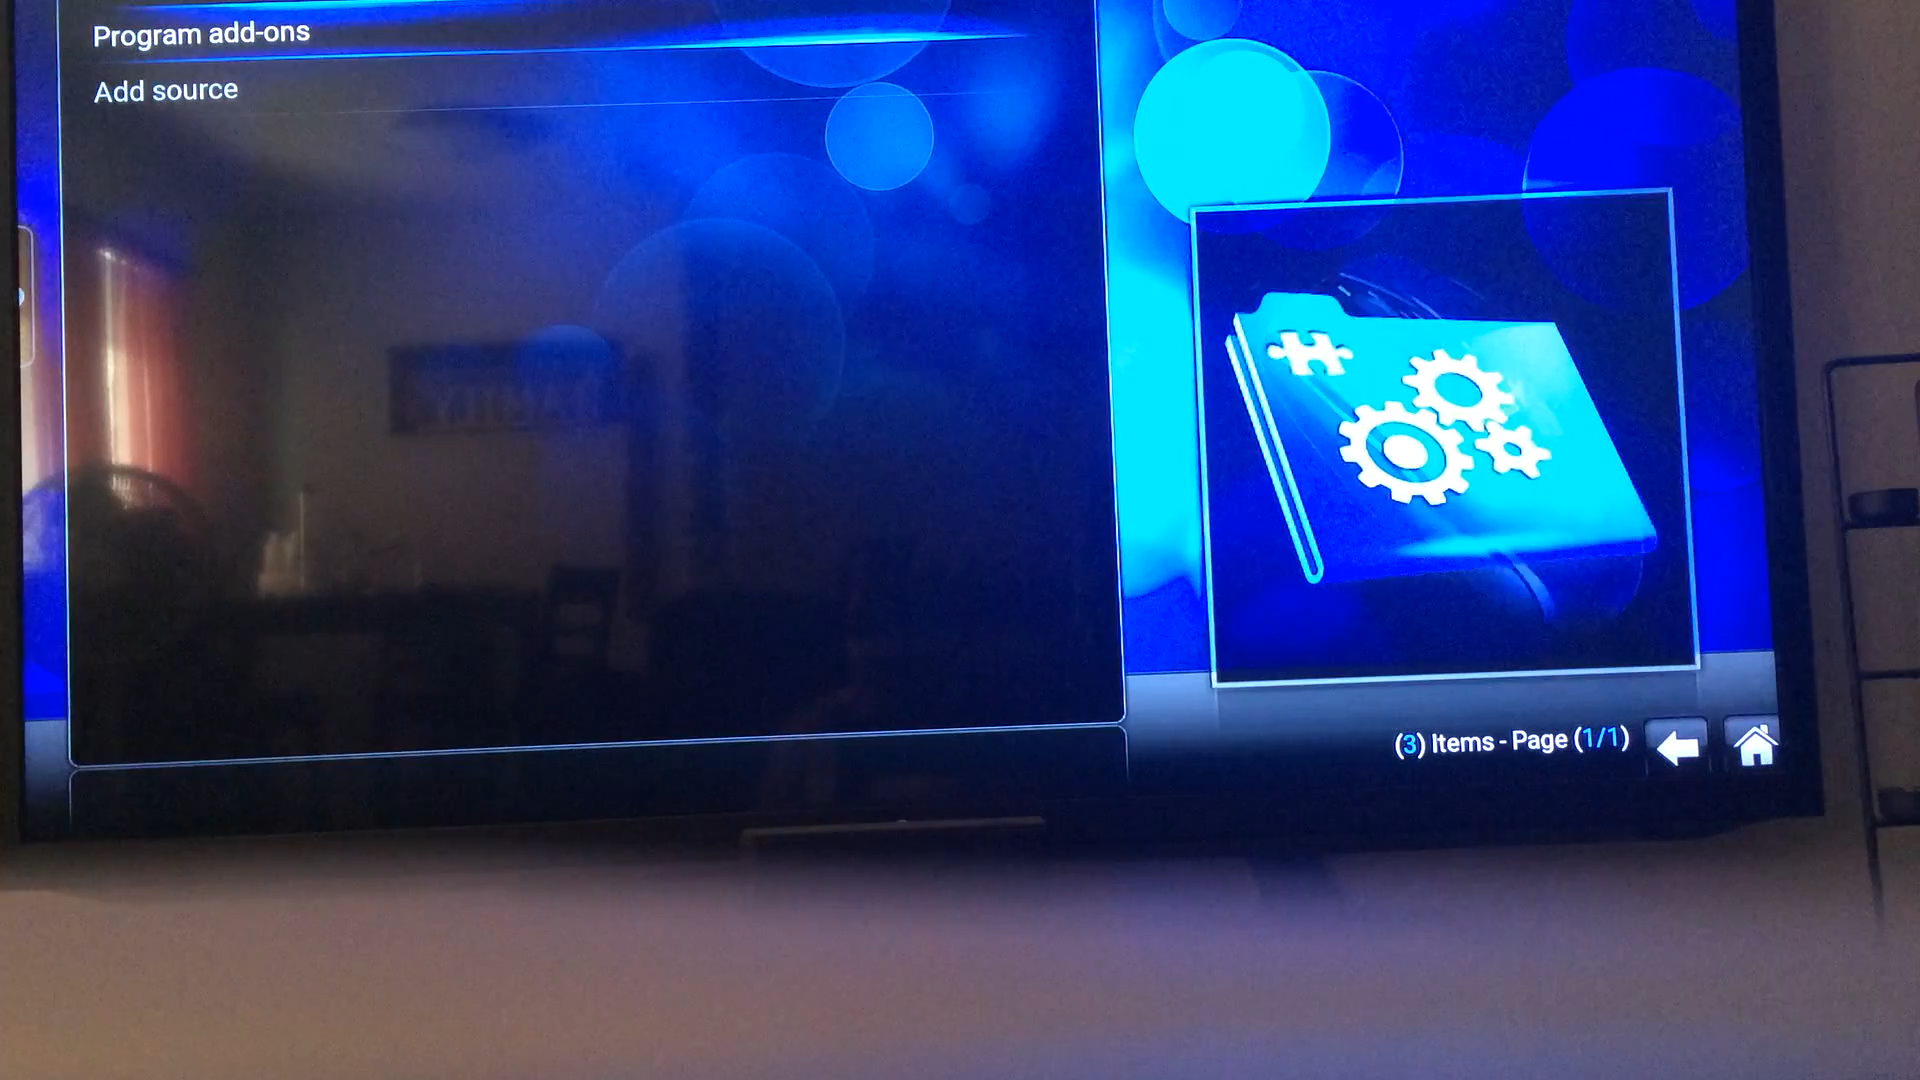 Program add-ons
Add source
(3) Items - Page (1/1)